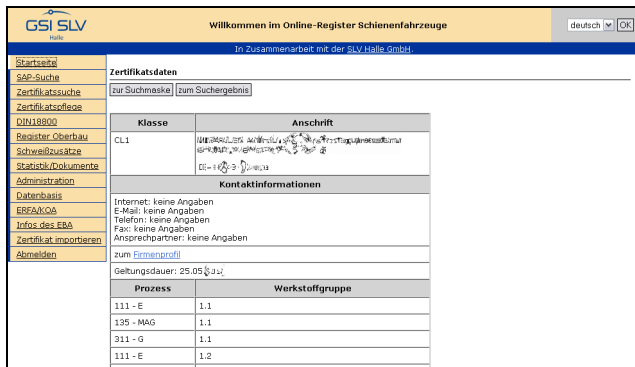 GSI SLV
Halle
Willkommen im Online-Register Schienenfahrzeuge
deutsch OK
In Zusammenarbeit mit der SLV Halle GmbH.
Startseite
SAP-Suche
Zertifikatssuche
Zertifikatspflege
DIN18800
Register Oberbau
Schweißzusätze
Statistik/Dokumente
Administration
Datenbasis
ERFA/KOA
Infos des EBA
Zertifikat importieren
Abmelden
Zertifikatsdaten
zur Suchmaske zum Suchergebnis
Klasse Anschrift
CL1
Kontaktinformationen
Internet: keine Angaben
E-Mail: keine Angaben
Telefon: keine Angaben
Fax: keine Angaben
Ansprechpartner: keine Angaben
zum Firmenprofil
Geltungsdauer: 25.05
Prozess Werkstoffgruppe
111 - E 1.1
135 - MAG 1.1
311 - G 1.1
111 - E 1.2